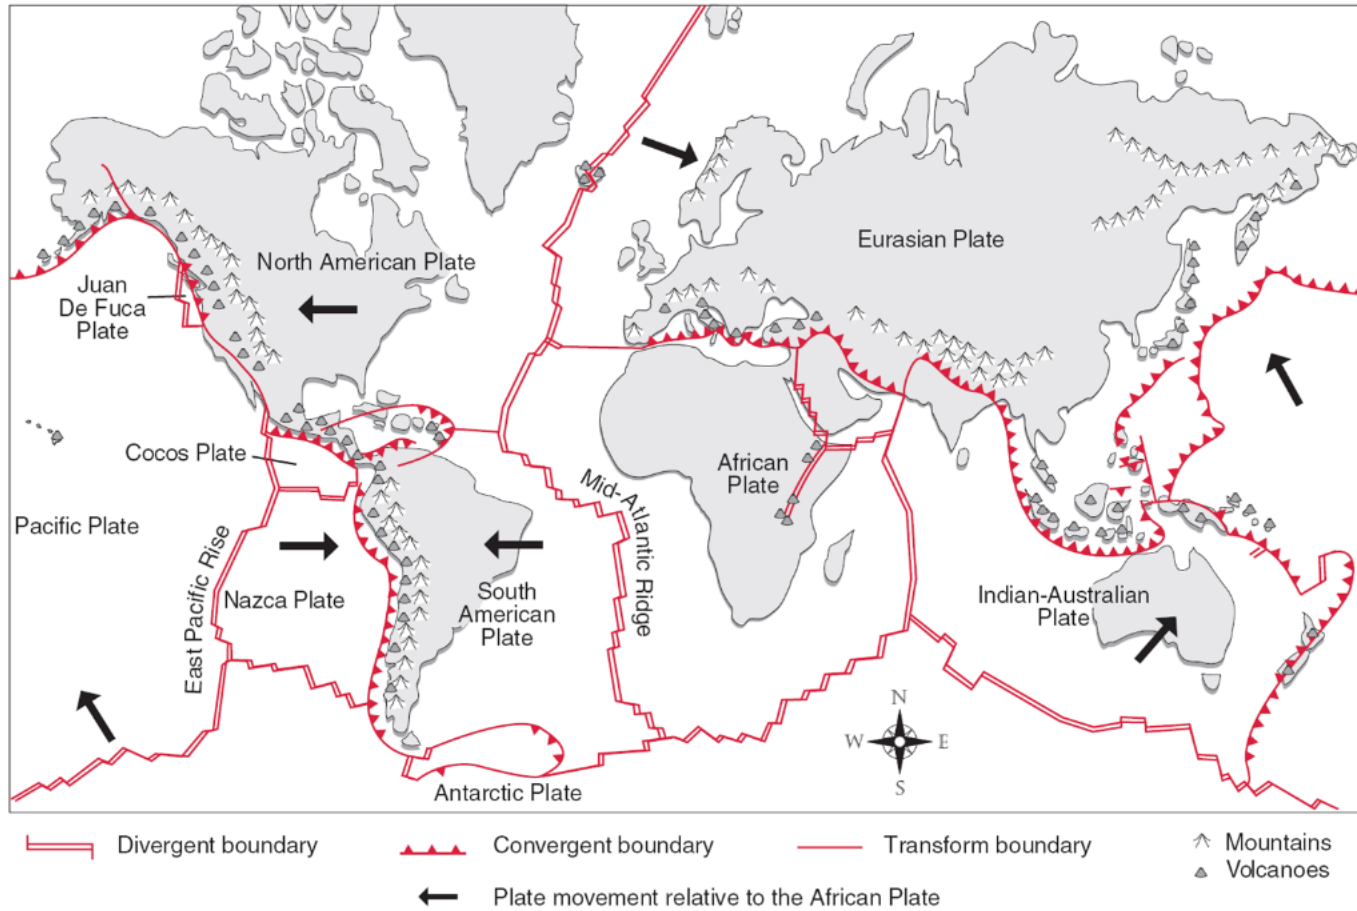 North American Plate
Juan
De Fuca
Plate
Eurasian Plate
Cocos Plate
African
Plate
Pacific Plate
Mid-Atlantic Ridge
East Pacific Rise
Nazca Plate
South
American
Plate
Indian-Australian
Plate
N
W E
S
Antarctic Plate
Divergent boundary
Convergent boundary
Transform boundary
Mountains
Volcanoes
Plate movement relative to the African Plate